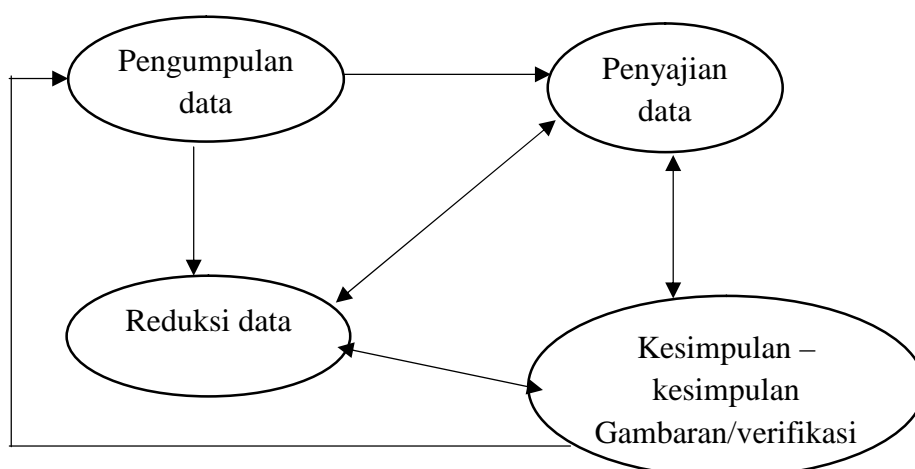 Pengumpulan
data
Penyajian
data
Reduksi data
Kesimpulan –
kesimpulan
Gambaran/verifikasi